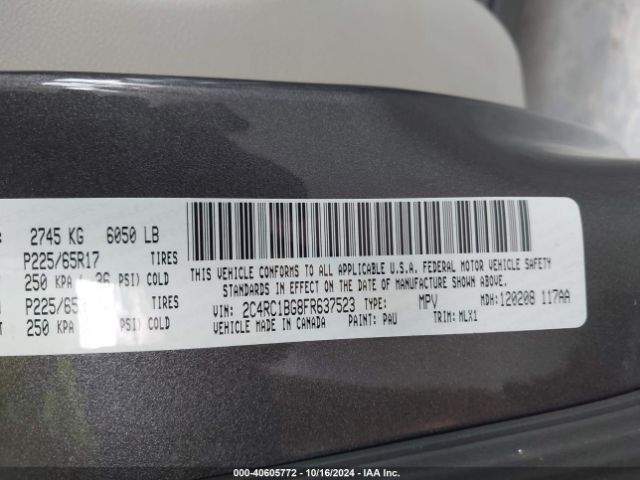 2745 KG 6050 LB
P225/65R17 TIRES
250 KPA 36 PSI) COLD
P225/65 TIRES
250 KPA PSI) COLD
THIS VEHICLE CONFORMS TO ALL APPLICABLE U.S.A. FEDERAL MOTOR VEHICLE SAFETY
STANDARDS IN EFFECT ON THE DATE OF MANUFACTURE SHOWN ABOVE.
VIN: 2C4RC1BG8FR637523 TYPE: MPV MDH:120208 117AA
VEHICLE MADE IN CANADA PAINT: PAU TRIM: MLX1
00-40605772 - 10/16/2024 - IAA Inc.